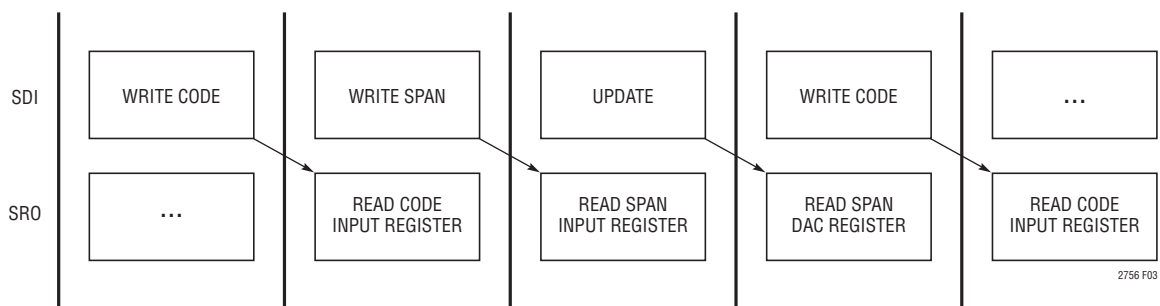 SDI
WRITE CODE
WRITE SPAN
UPDATE
WRITE CODE
...
SRO
...
READ CODE
INPUT REGISTER
READ SPAN
INPUT REGISTER
READ SPAN
DAC REGISTER
READ CODE
INPUT REGISTER
2756 F03